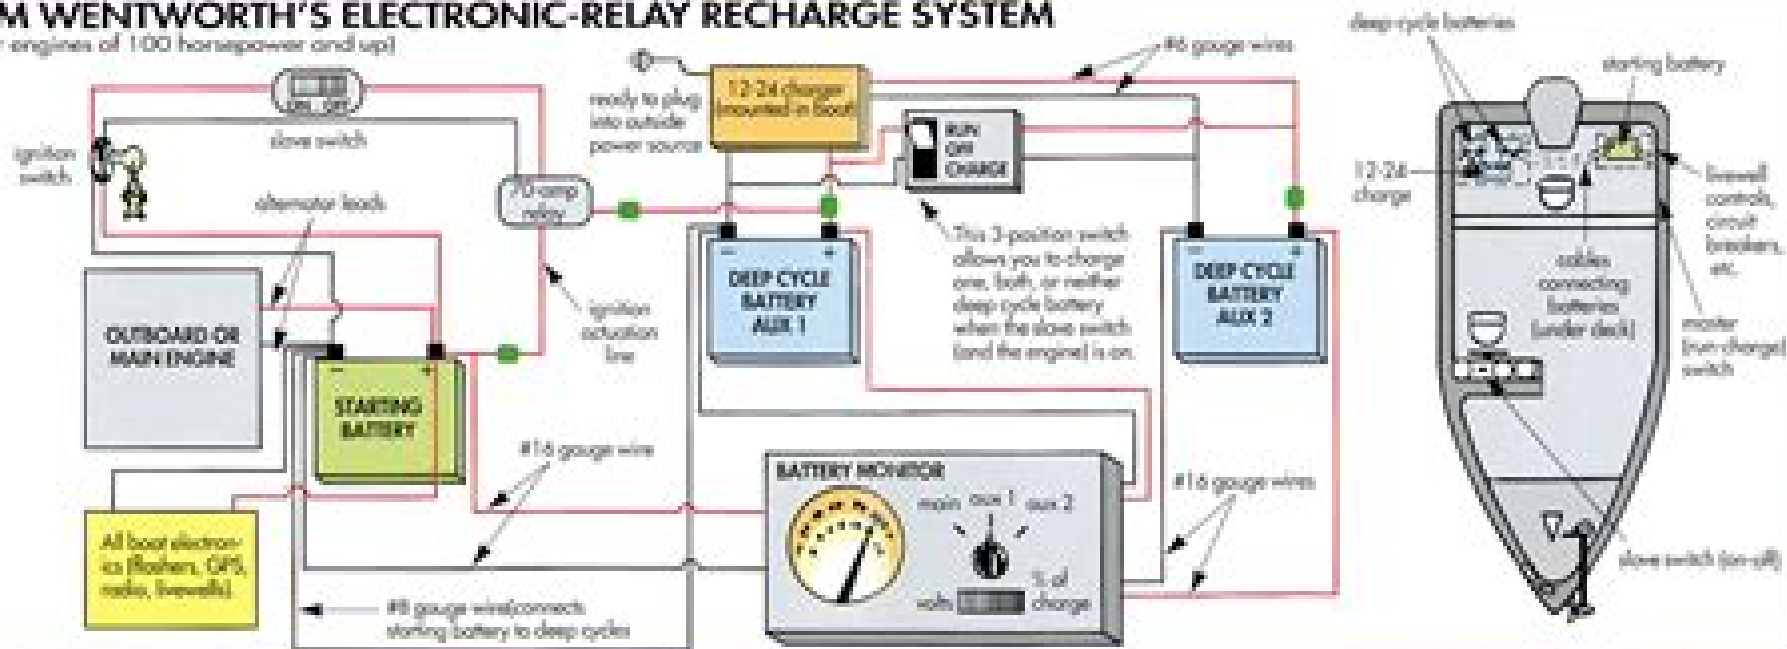 M WENTWORTH'S ELECTRONIC-RELAY RECHARGE SYSTEM
r engines of 100 horsepower and up)
ON OFF
slave switch
ignition
switch
alternator leads
70-amp
relay
ignition
actuation
line
OUTBOARD OR
MAIN ENGINE
- +
STARTING
BATTERY
#16 gauge wire
All boat electron-
ics (flashers, GPS,
radio, livewells).
#8 gauge wire(connects
starting battery to deep cycles
ready to plug
into outside
power source
12-24 charger
(mounted in boat)
#6 gauge wires
RUN
OFF
CHARGE
This 3-position switch
allows you to charge
one, both, or neither
deep cycle battery
when the slave switch
(and the engine) is on.
- +
DEEP CYCLE
BATTERY
AUX 1
- +
DEEP CYCLE
BATTERY
AUX 2
BATTERY MONITOR
main aux 1 aux 2
volts
% of
charge
#16 gauge wires
deep-cycle batteries
starting battery
12-24
charge
livewell
controls,
circuit
breakers,
etc.
cables
connecting
batteries
(under deck)
master
(run-charge)
switch
slave switch (on-off)